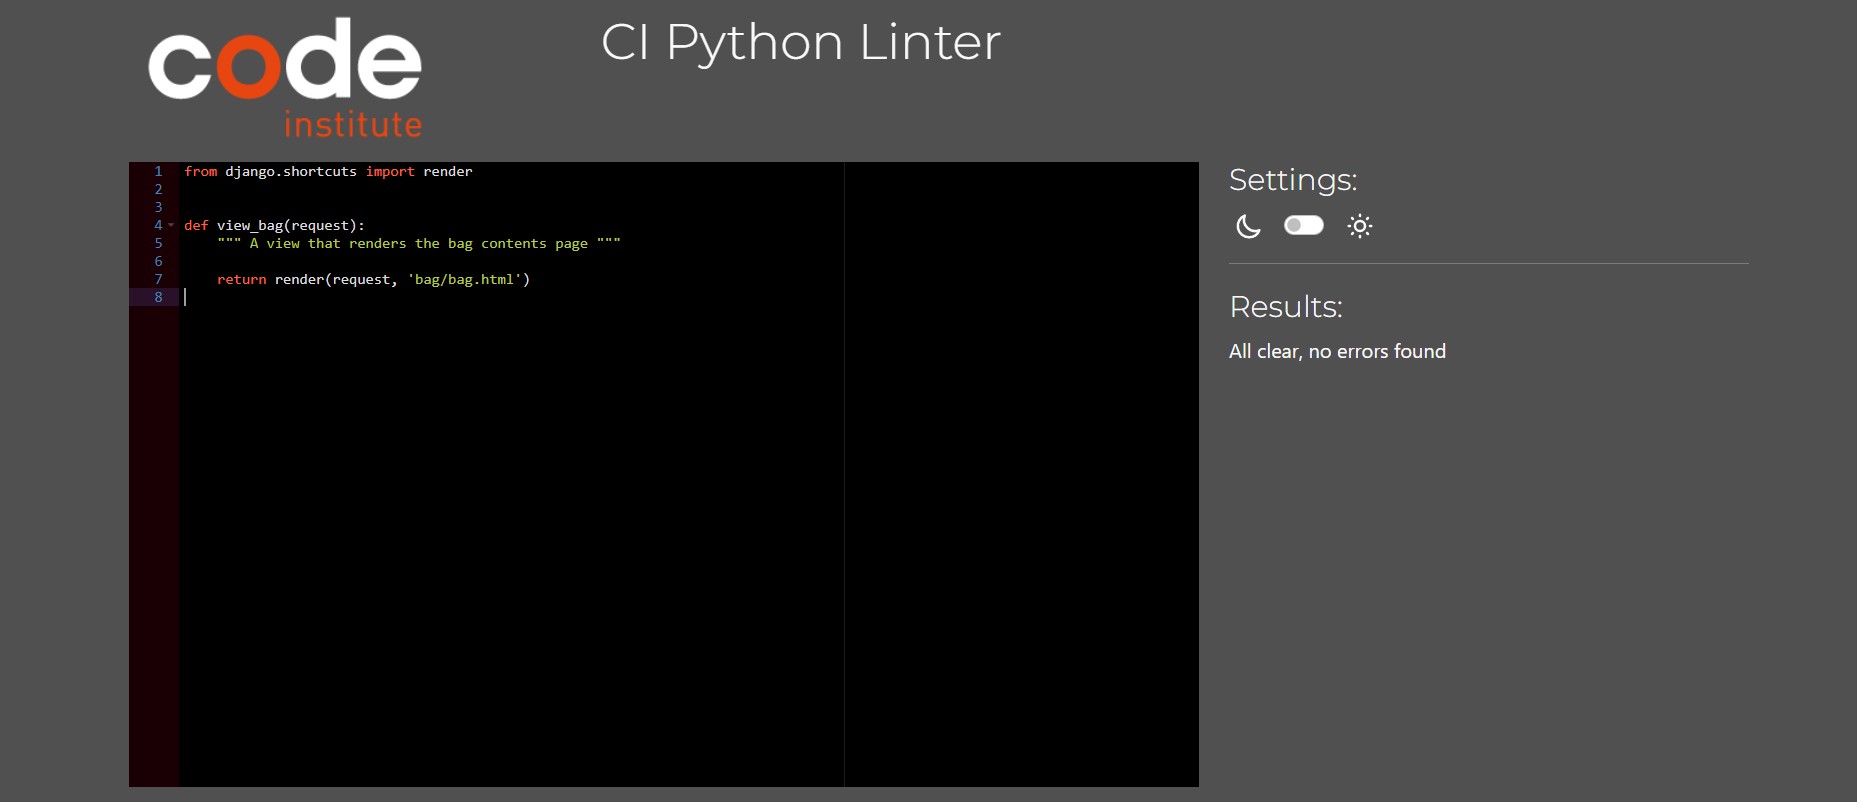 code
institute
CI Python Linter
1 from django.shortcuts import render
2
3
4 def view_bag(request):
5     """ A view that renders the bag contents page """
6
7     return render(request, 'bag/bag.html')
8
Settings:
Results:
All clear, no errors found